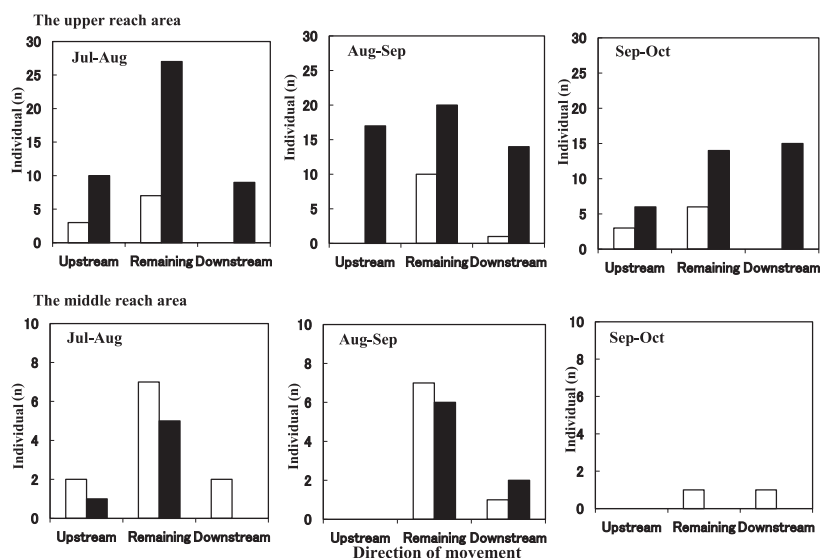 The upper reach area
Individual (n)
30
25
20
15
10
5
0
Jul-Aug
Upstream Remaining Downstream
Individual (n)
30
25
20
15
10
5
0
Aug-Sep
Upstream Remaining Downstream
Individual (n)
30
25
20
15
10
5
0
Sep-Oct
Upstream Remaining Downstream
The middle reach area
Individual (n)
10
8
6
4
2
0
Jul-Aug
Upstream Remaining Downstream
Individual (n)
10
8
6
4
2
0
Aug-Sep
Upstream Remaining Downstream
Individual (n)
10
8
6
4
2
0
Sep-Oct
Upstream Remaining Downstream
Direction of movement